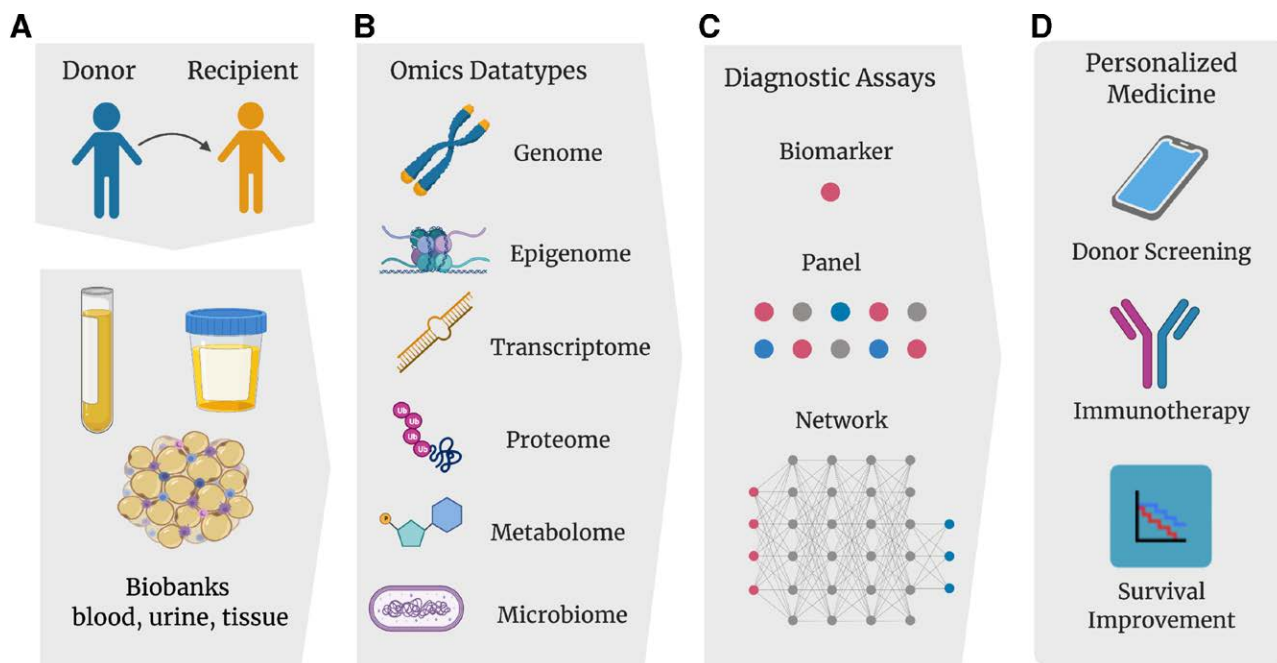 A
Donor
Recipient
Biobanks
blood, urine, tissue
B
Omics Datatypes
Genome
Epigenome
Transcriptome
Ub
Ub
Ub
Ub
Proteome
P
Metabolome
Microbiome
C
Diagnostic Assays
Biomarker
Panel
Network
D
Personalized
Medicine
Donor Screening
Immunotherapy
Survival
Improvement